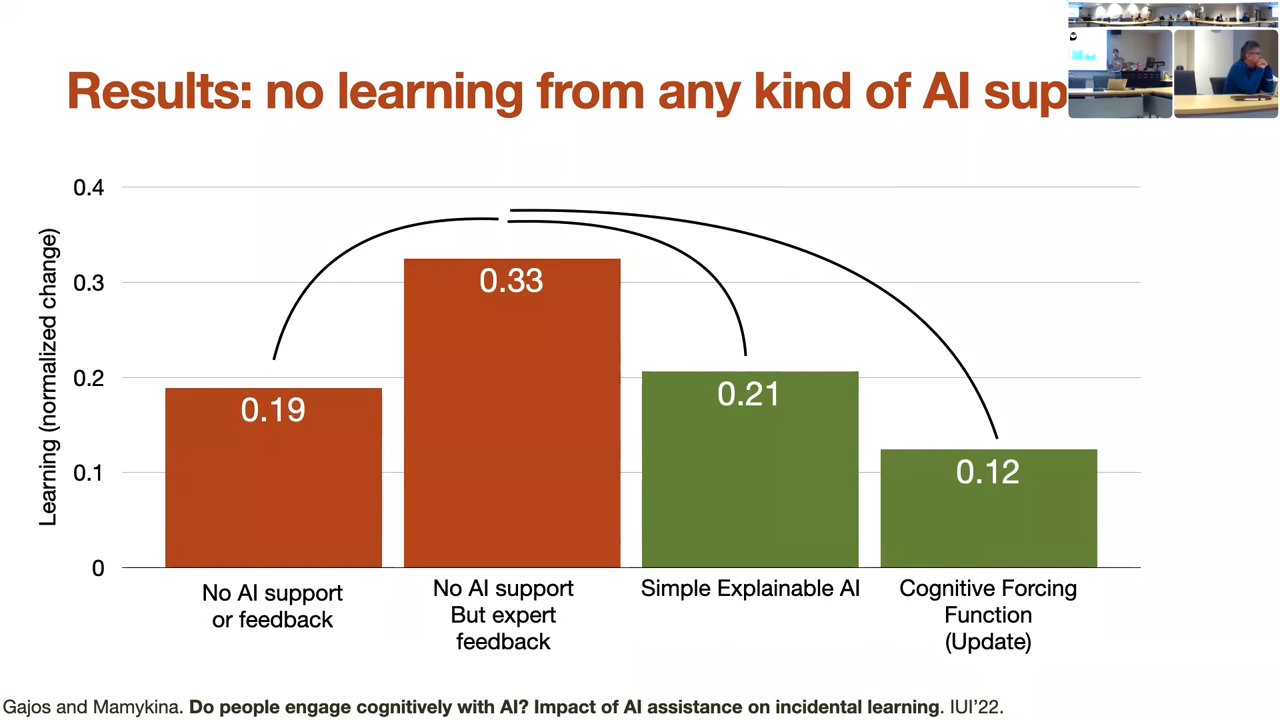 Results: no learning from any kind of AI sup
0.4
0.3
0.2
0.1
0
Learning (normalized change)
0.19
0.33
0.21
0.12
No AI support
or feedback
No AI support
But expert
feedback
Simple Explainable AI
Cognitive Forcing
Function
(Update)
Gajos and Mamykina. Do people engage cognitively with AI? Impact of AI assistance on incidental learning. IUI’22.